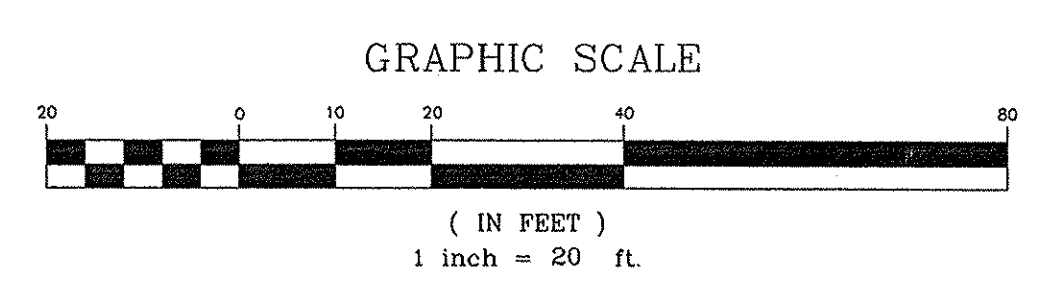 GRAPHIC SCALE
20 0 10 20 40 80
( IN FEET )
1 inch = 20 ft.